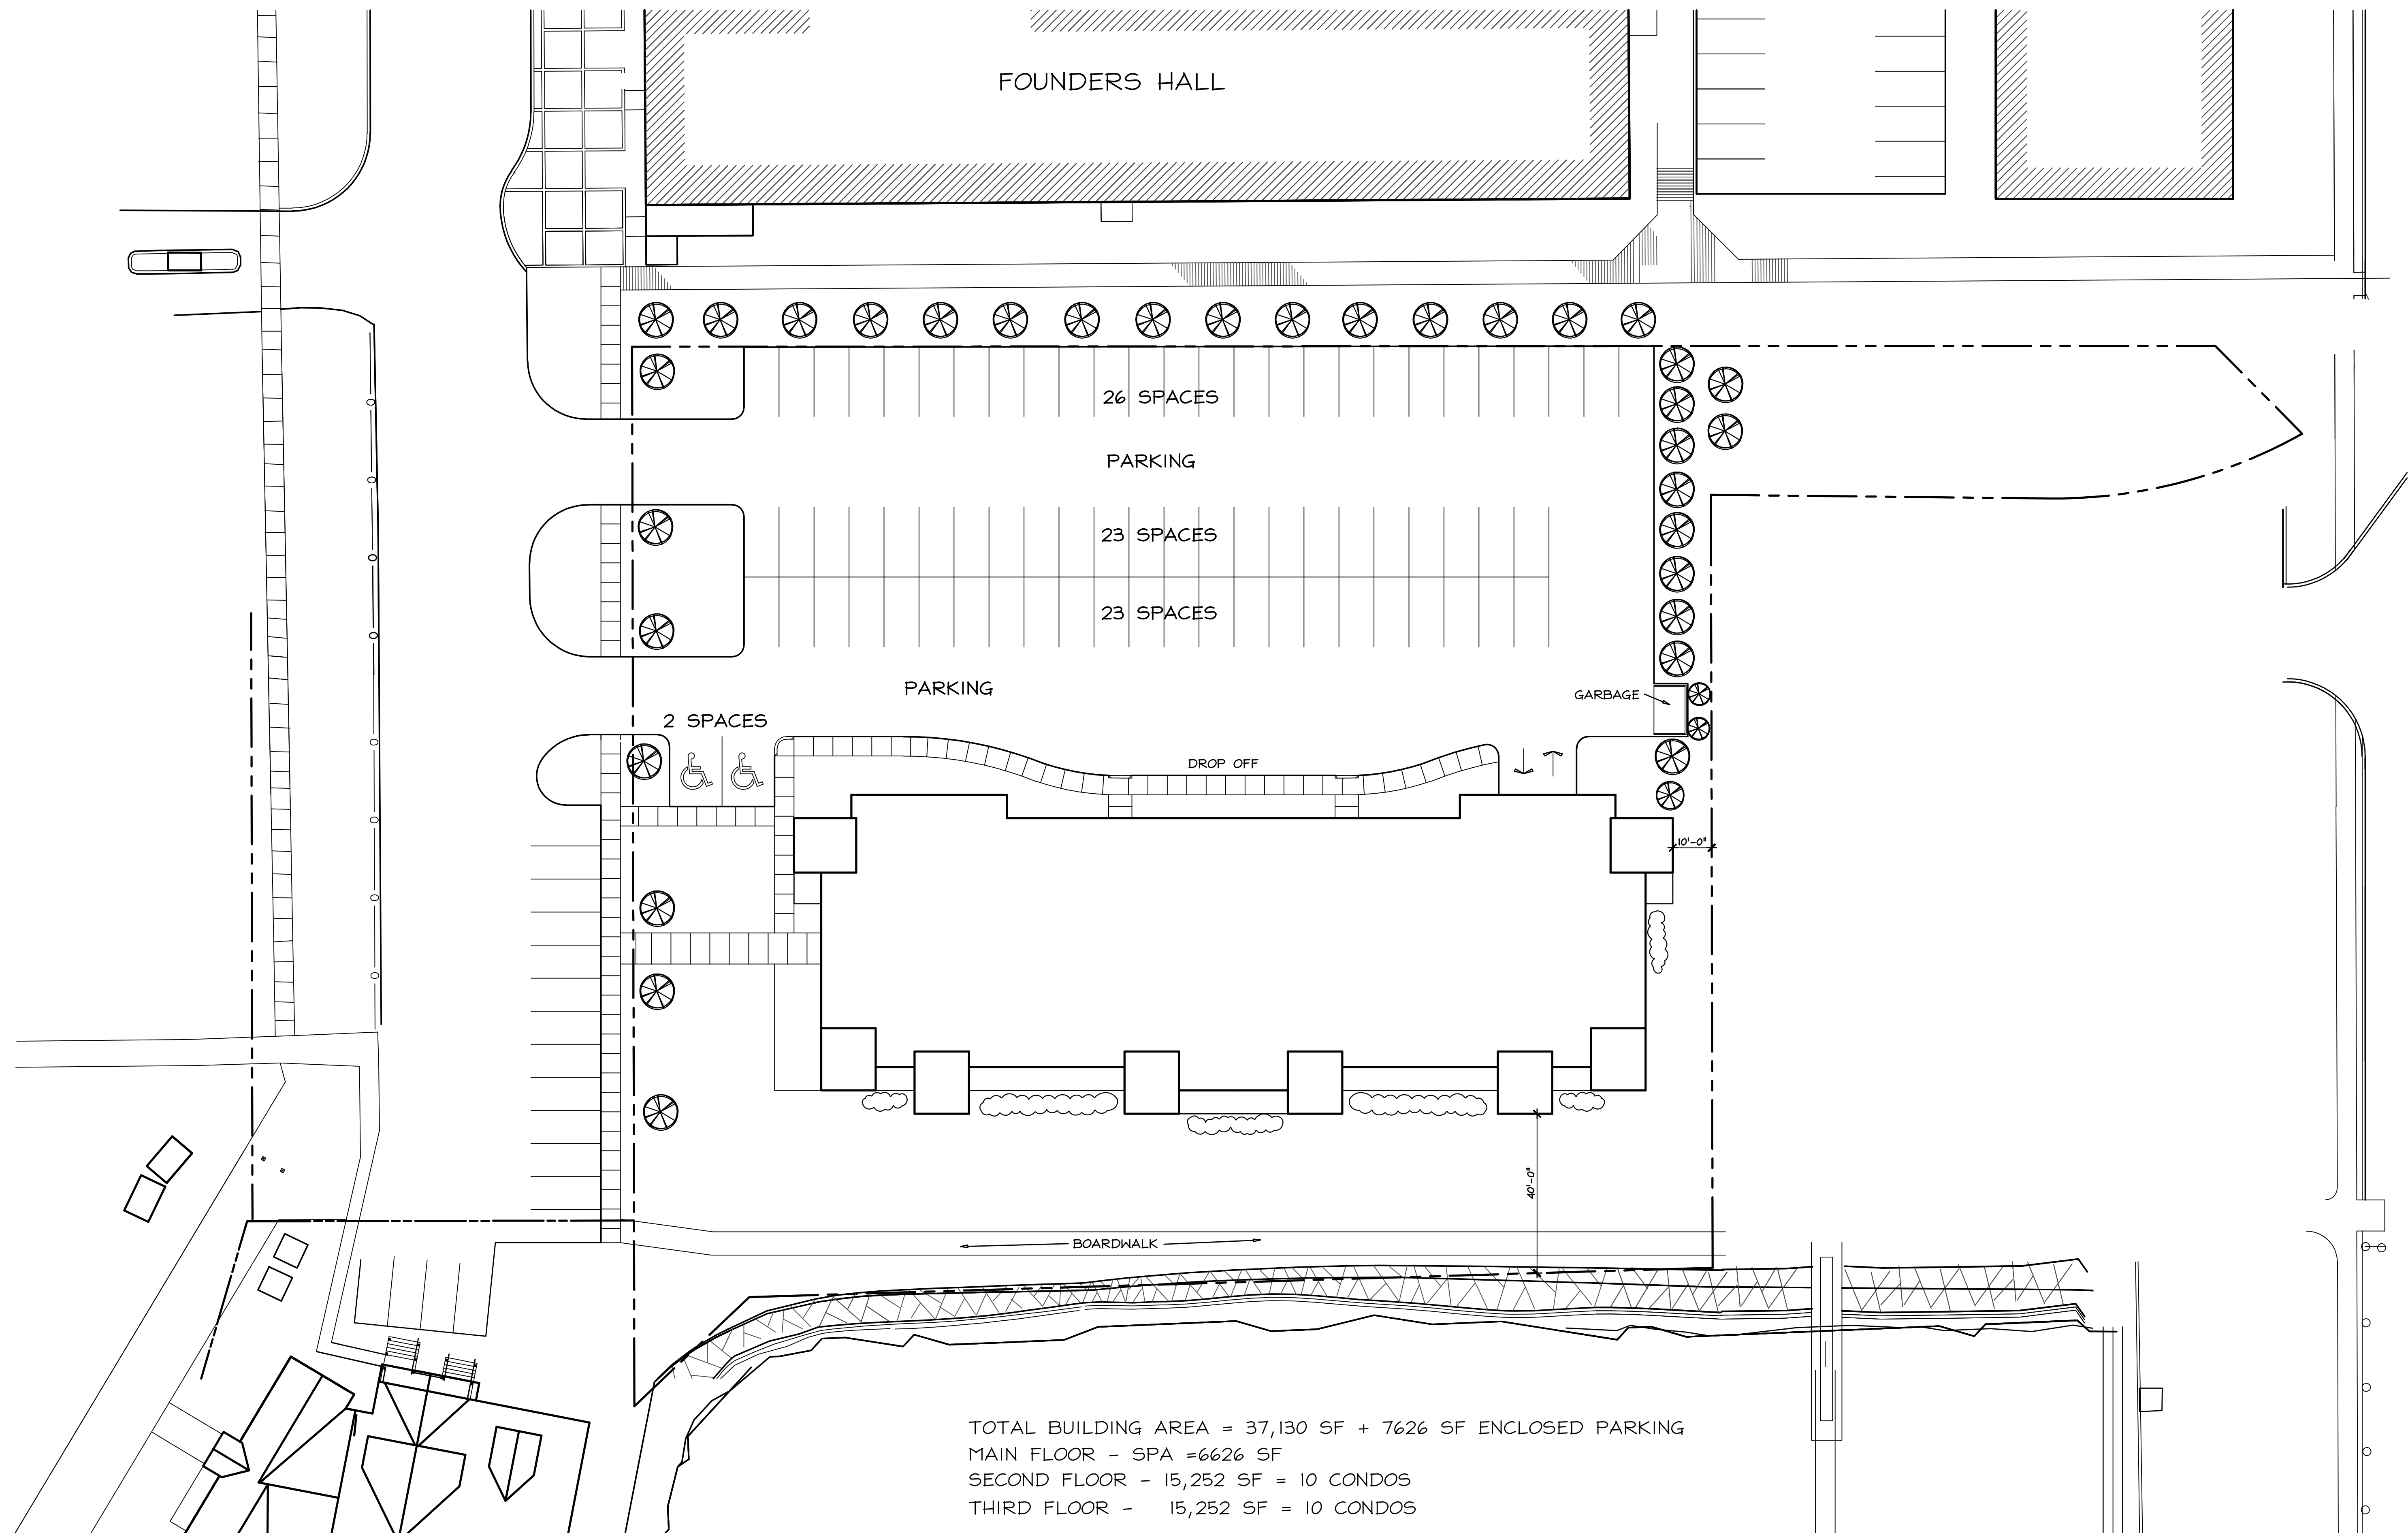 FOUNDERS HALL
26 SPACES
PARKING
23 SPACES
23 SPACES
PARKING
GARBAGE
2 SPACES
DROP OFF
10'-0"
40'-0"
BOARDWALK
TOTAL BUILDING AREA = 37,130 SF + 7626 SF ENCLOSED PARKING
MAIN FLOOR - SPA =6626 SF
SECOND FLOOR - 15,252 SF = 10 CONDOS
THIRD FLOOR - 15,252 SF = 10 CONDOS